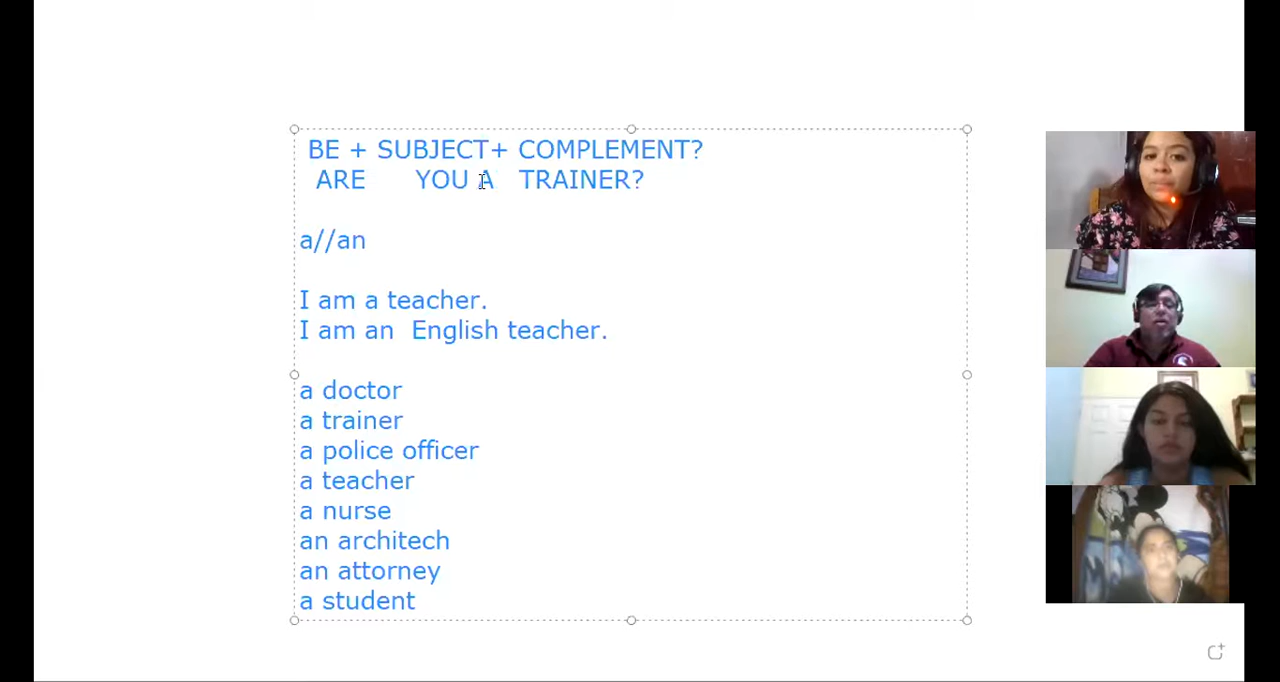 BE + SUBJECT+ COMPLEMENT?
ARE YOU A TRAINER?
a//an
I am a teacher.
I am an English teacher.
a doctor
a trainer
a police officer
a teacher
a nurse
an architech
an attorney
a student